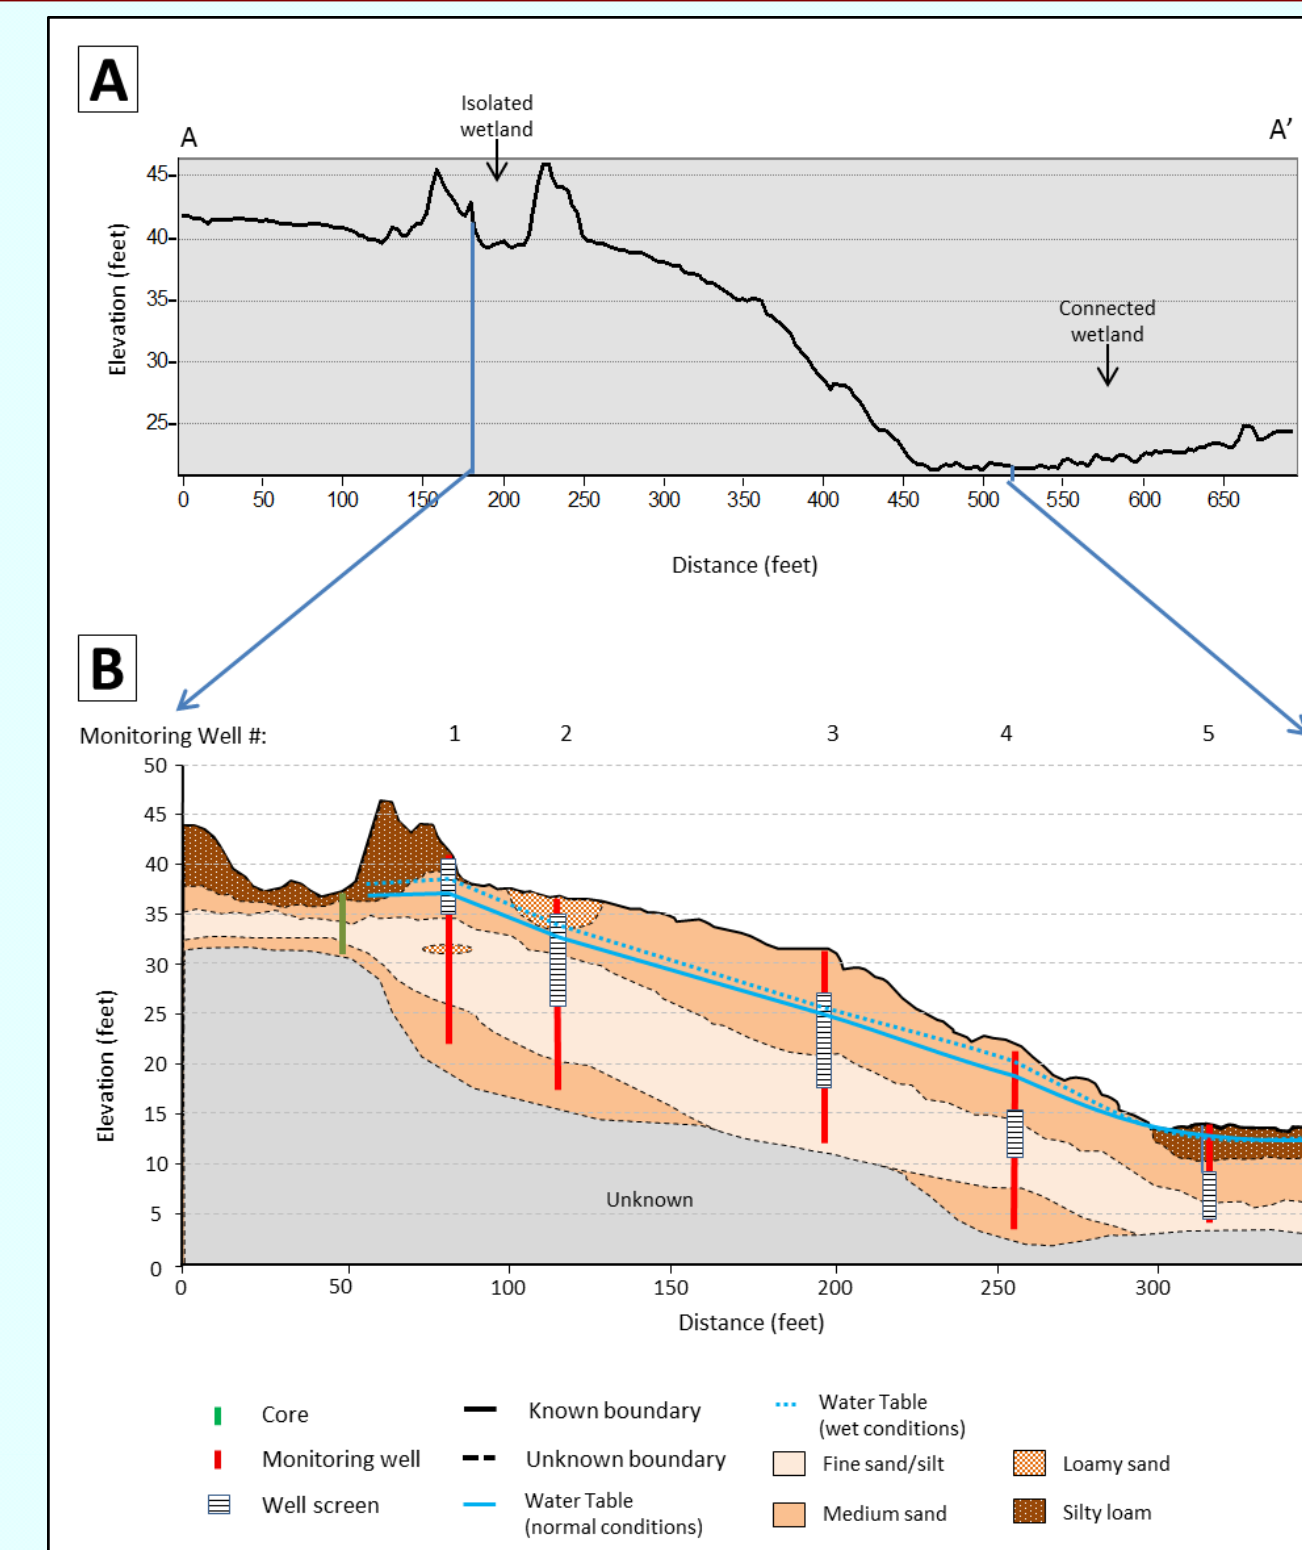 A
Isolated
wetland
A
A’
45
40
35
30
25
Elevation (feet)
Connected
wetland
0 50 100 150 200 250 300 350 400 450 500 550 600 650
Distance (feet)
B
Monitoring Well #: 1 2 3 4 5
50
45
40
35
30
25
20
15
10
5
0
Elevation (feet)
Unknown
0 50 100 150 200 250 300
Distance (feet)
Core
Monitoring well
Well screen
Known boundary
Unknown boundary
Water Table
(normal conditions)
Water Table
(wet conditions)
Fine sand/silt
Medium sand
Loamy sand
Silty loam